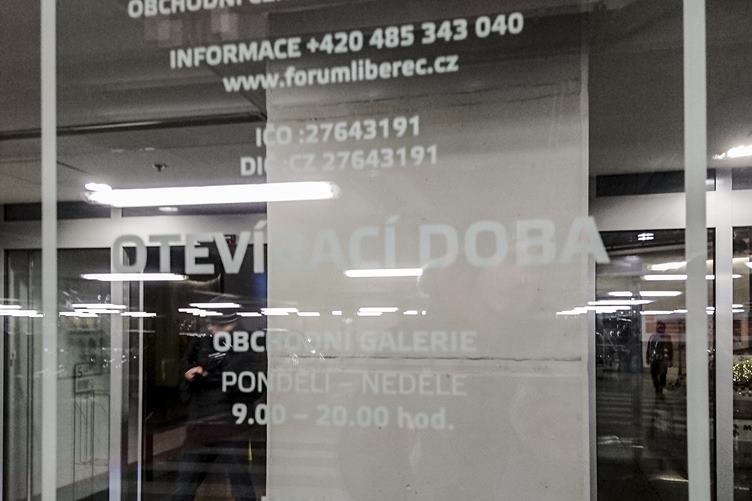 OBCHODNÍ
INFORMACE +420 485 343 040
www.forumliberec.cz
IČO :27643191
DIČ :CZ 27643191
OTEVÍRACÍ DOBA
OBCHODNÍ GALERIE
PONDĚLÍ – NEDĚLE
9.00 – 20.00 hod.